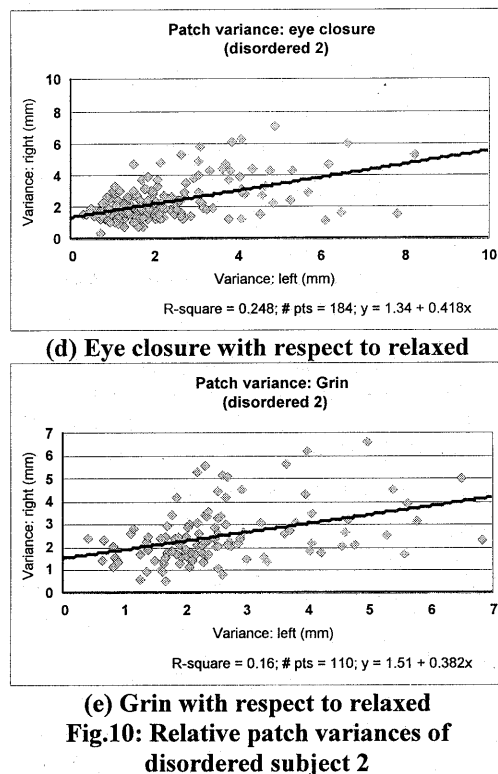 Patch variance: eye closure
(disordered 2)
10
8
6
4
2
0
Variance: right (mm)
0 2 4 6 8 10
Variance: left (mm)
R-square = 0.248; # pts = 184; y = 1.34 + 0.418x
(d) Eye closure with respect to relaxed
Patch variance: Grin
(disordered 2)
7
6
5
4
3
2
1
0
Variance: right (mm)
0 1 2 3 4 5 6 7
Variance: left (mm)
R-square = 0.16; # pts = 110; y = 1.51 + 0.382x
(e) Grin with respect to relaxed
Fig.10: Relative patch variances of
disordered subject 2